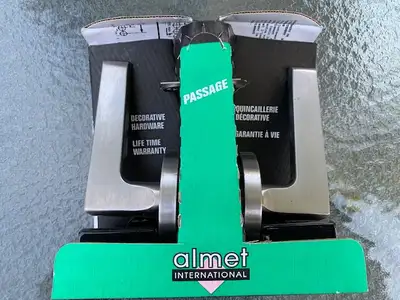 PASSAGE
DECORATIVE
HARDWARE
LIFE TIME
WARRANTY
QUINCAILLERIE
DÉCORATIVE
GARANTIE À VIE
almet
INTERNATIONAL